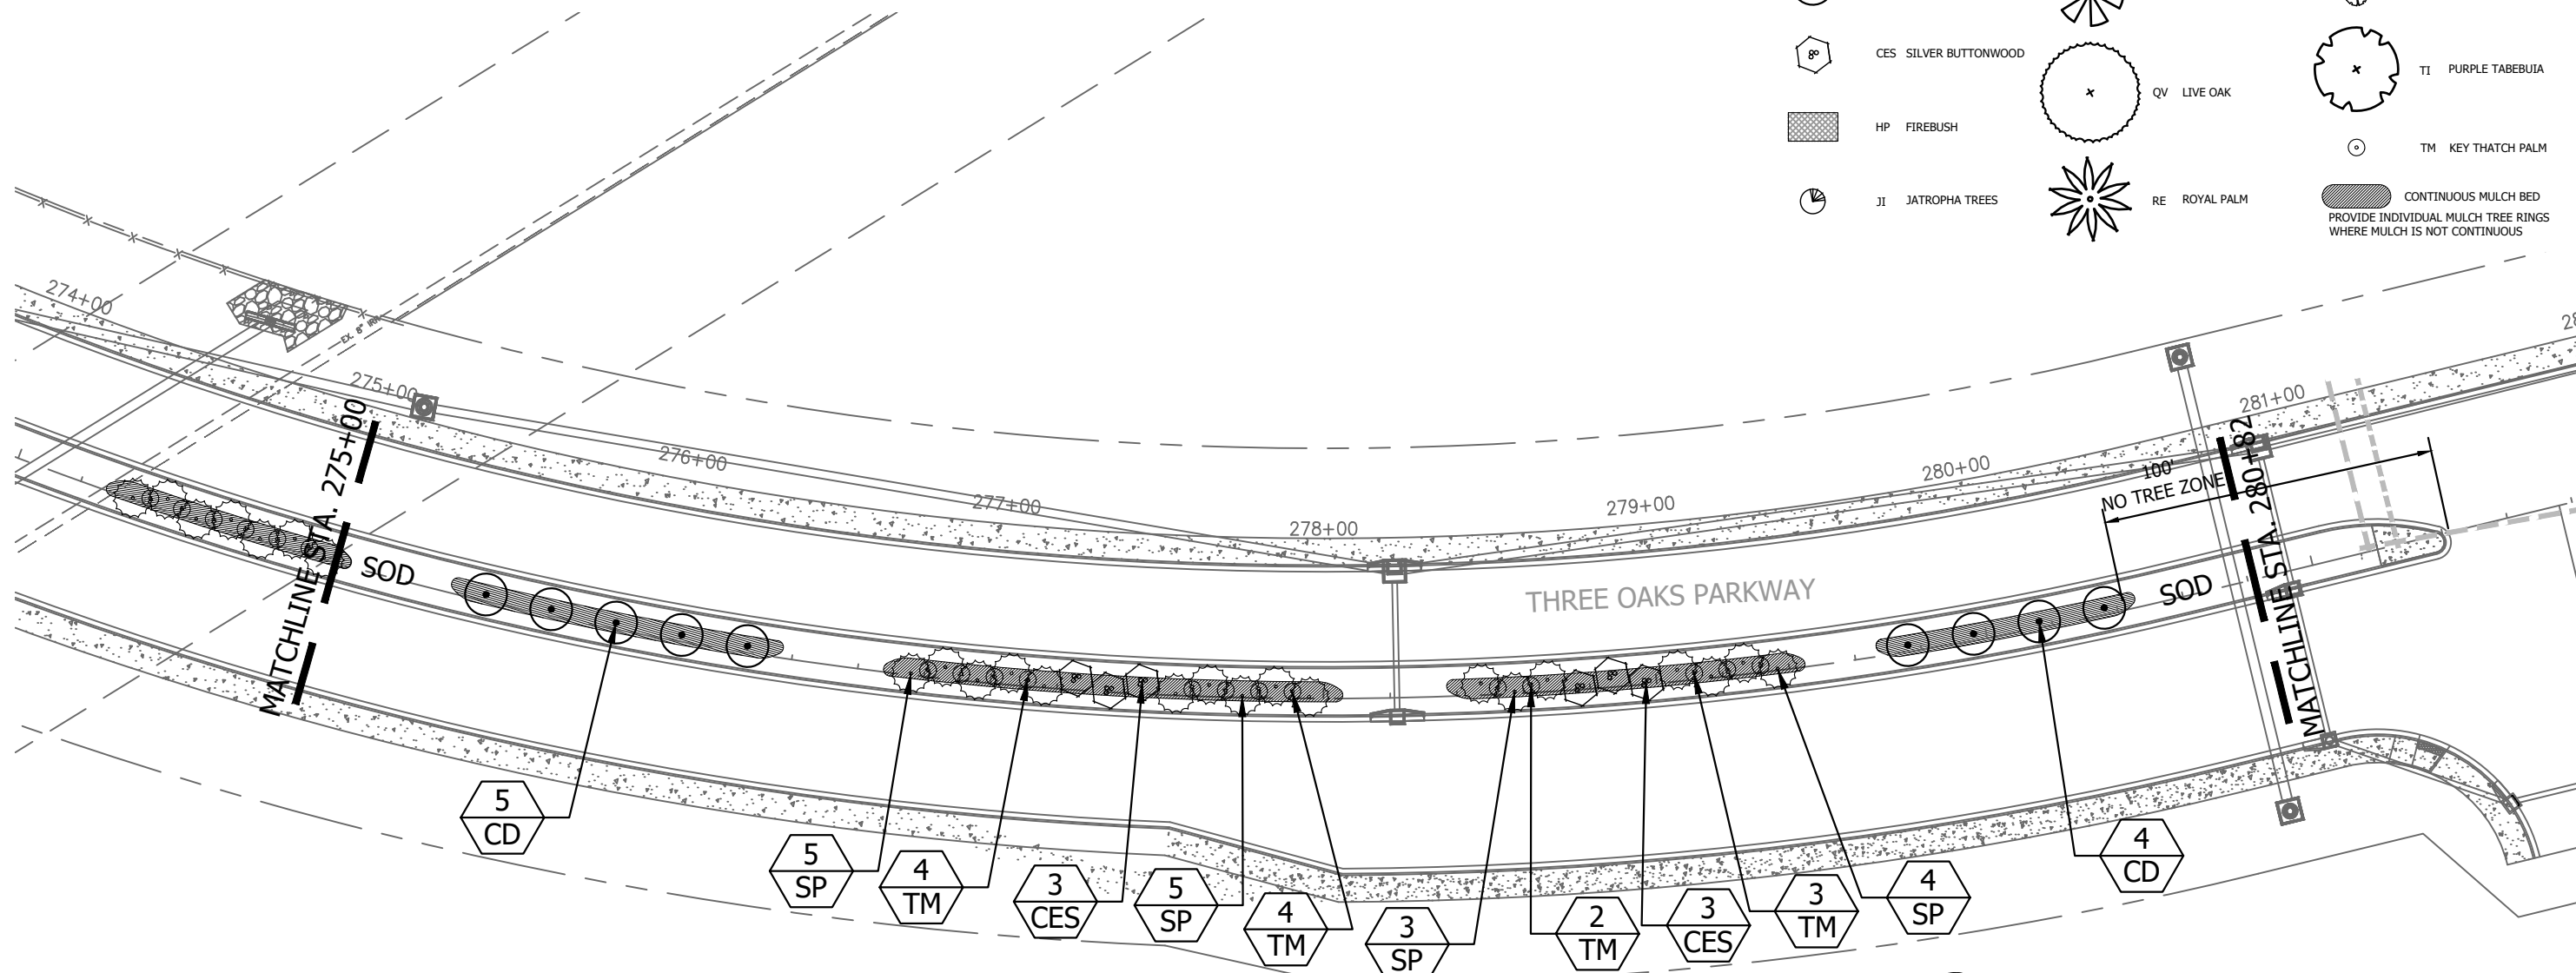 CES SILVER BUTTONWOOD
HP FIREBUSH
JI JATROPHA TREES
QV LIVE OAK
RE ROYAL PALM
TI PURPLE TABEBUIA
TM KEY THATCH PALM
CONTINUOUS MULCH BED
PROVIDE INDIVIDUAL MULCH TREE RINGS
WHERE MULCH IS NOT CONTINUOUS
274+00
EX. 8" IRR
275+00
276+00
277+00
278+00
279+00
280+00
281+00
MATCHLINE STA. 275+00
SOD
THREE OAKS PARKWAY
100'
NO TREE ZONE
SOD
MATCHLINE STA. 280+82
5
CD
5
SP
4
TM
3
CES
5
SP
4
TM
3
SP
2
TM
3
CES
3
TM
4
SP
4
CD